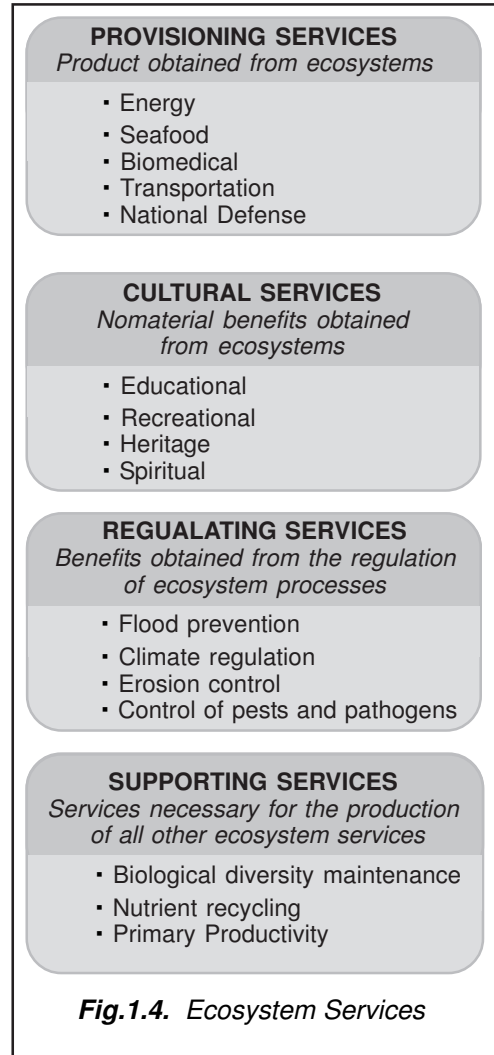 PROVISIONING SERVICES
Product obtained from ecosystems
▪ Energy
▪ Seafood
▪ Biomedical
▪ Transportation
▪ National Defense
CULTURAL SERVICES
Nomaterial benefits obtained
from ecosystems
▪ Educational
▪ Recreational
▪ Heritage
▪ Spiritual
REGUALATING SERVICES
Benefits obtained from the regulation
of ecosystem processes
▪ Flood prevention
▪ Climate regulation
▪ Erosion control
▪ Control of pests and pathogens
SUPPORTING SERVICES
Services necessary for the production
of all other ecosystem services
▪ Biological diversity maintenance
▪ Nutrient recycling
▪ Primary Productivity
Fig.1.4. Ecosystem Services